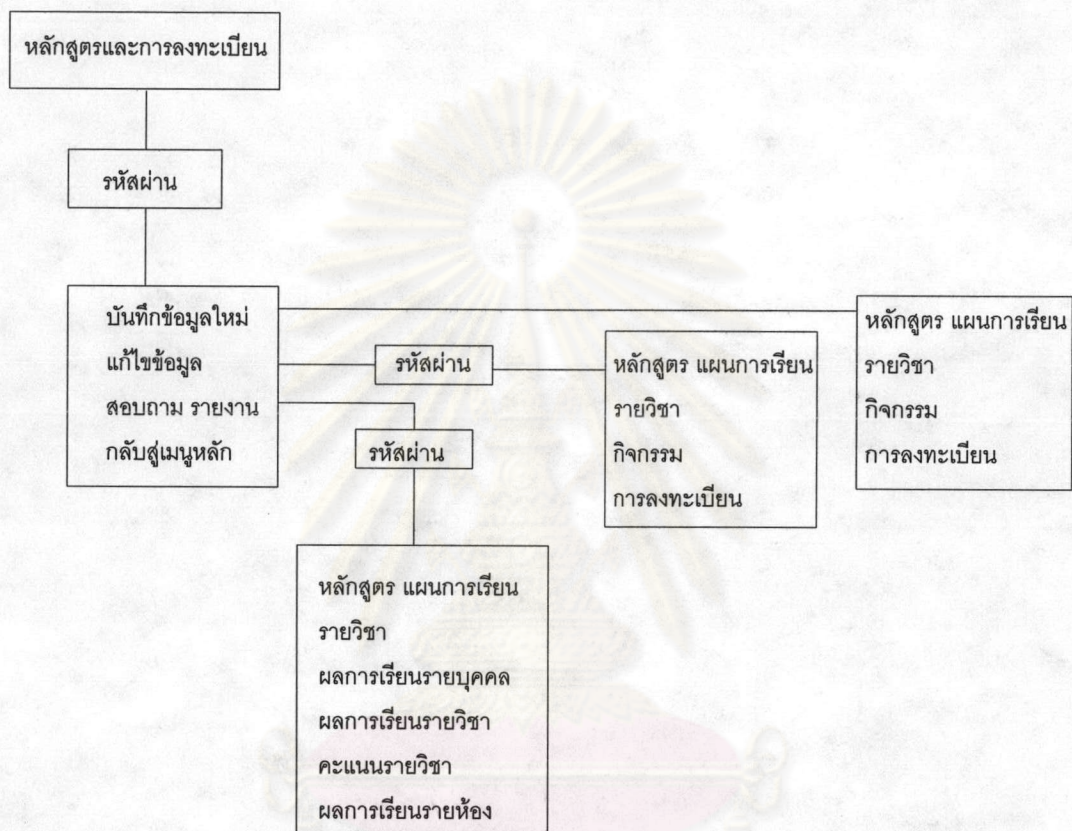 หลักสูตรและการลงทะเบียน
รหัสผ่าน
บันทึกข้อมูลใหม่
แก้ไขข้อมูล
สอบถาม รายงาน
กลับสู่เมนูหลัก
รหัสผ่าน
รหัสผ่าน
หลักสูตร แผนการเรียน
รายวิชา
กิจกรรม
การลงทะเบียน
หลักสูตร แผนการเรียน
รายวิชา
กิจกรรม
การลงทะเบียน
หลักสูตร แผนการเรียน
รายวิชา
ผลการเรียนรายบุคคล
ผลการเรียนรายวิชา
คะแนนรายวิชา
ผลการเรียนรายห้อง